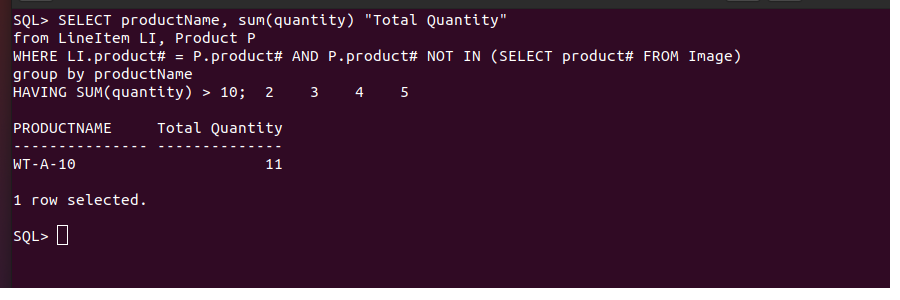 SQL> SELECT productName, sum(quantity) "Total Quantity"
from LineItem LI, Product P
WHERE LI.product# = P.product# AND P.product# NOT IN (SELECT product# FROM Image)
group by productName
HAVING SUM(quantity) > 10;  2    3    4    5
PRODUCTNAME     Total Quantity
--------------- --------------
WT-A-10                     11
1 row selected.
SQL>